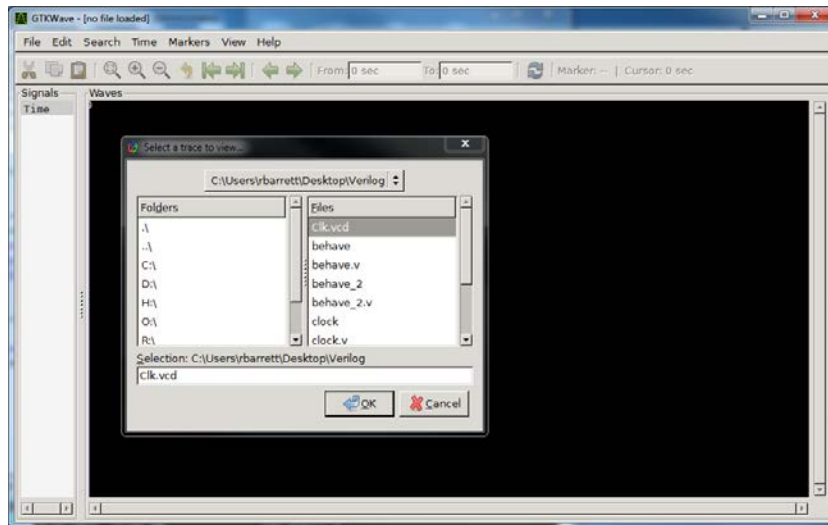 GTKWave - [no file loaded]
File Edit Search Time Markers View Help
From: 0 sec To: 0 sec Marker: -- | Cursor: 0 sec
Signals Waves
Time
Select a trace to view...
C:\Users\rbarrett\Desktop\Verilog
Folders Files
.\ Clk.vcd
..\ behave
C:\ behave.v
D:\ behave_2
H:\ behave_2.v
O:\ clock
R:\ clock.v
Selection: C:\Users\rbarrett\Desktop\Verilog
Clk.vcd
OK Cancel